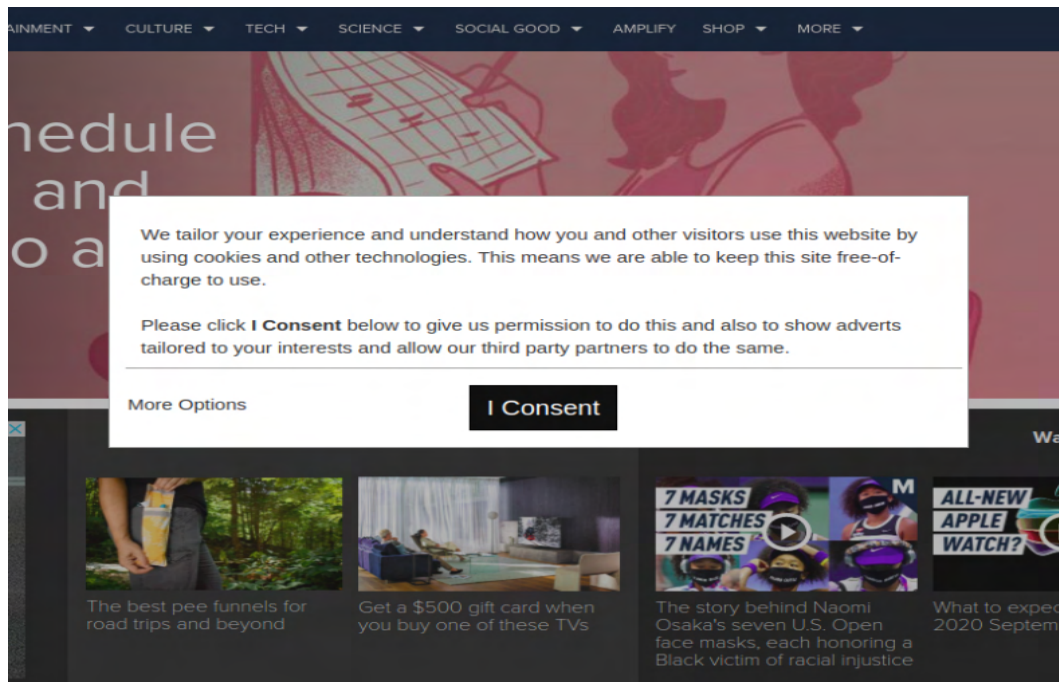 CULTURE TECH SCIENCE SOCIAL GOOD AMPLIFY SHOP MORE
and
We tailor your experience and understand how you and other visitors use this website by
using cookies and other technologies. This means we are able to keep this site free-of-
charge to use.
Please click I Consent below to give us permission to do this and also to show adverts
tailored to your interests and allow our third party partners to do the same.
More Options
I Consent
7 MASKS
7 MATCHES
7 NAMES
M
ALL-NEW
APPLE
WATCH?
The best pee funnels for
road trips and beyond
Get a $500 gift card when
you buy one of these TVs
The story behind Naomi
Osaka's seven U.S. Open
face masks, each honoring a
Black victim of racial injustice
What to
2020